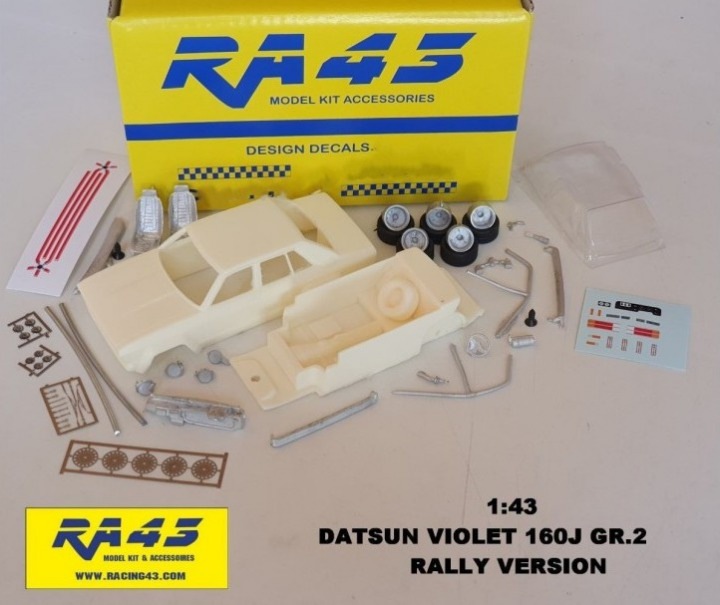 RA43
MODEL KIT ACCESSORIES
DESIGN DECALS.
RA43
MODEL KIT & ACCESSOIRES
WWW.RACING43.COM
1:43
DATSUN VIOLET 160J GR.2
RALLY VERSION